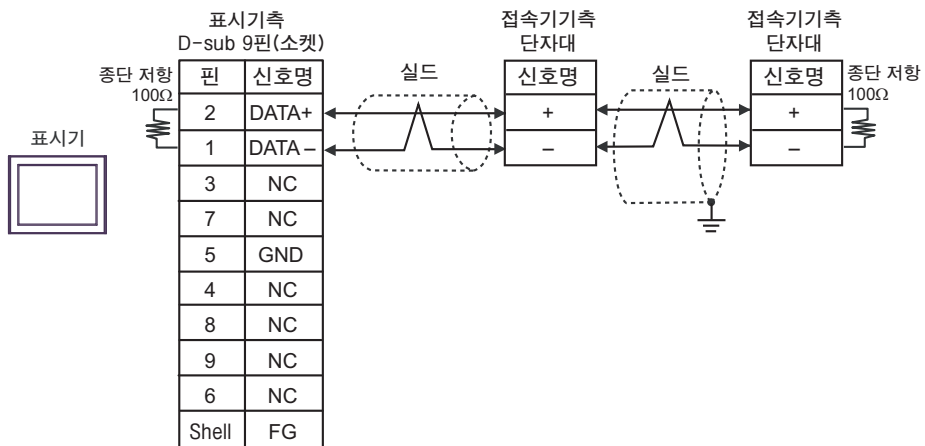 표시기측
D-sub 9핀(소켓)
접속기기측
단자대
접속기기측
단자대
종단 저항
100Ω
핀 신호명
실드
신호명
실드
신호명
종단 저항
100Ω
2 DATA+
+
+
표시기
1 DATA –
–
–
3 NC
7 NC
5 GND
4 NC
8 NC
9 NC
6 NC
Shell FG